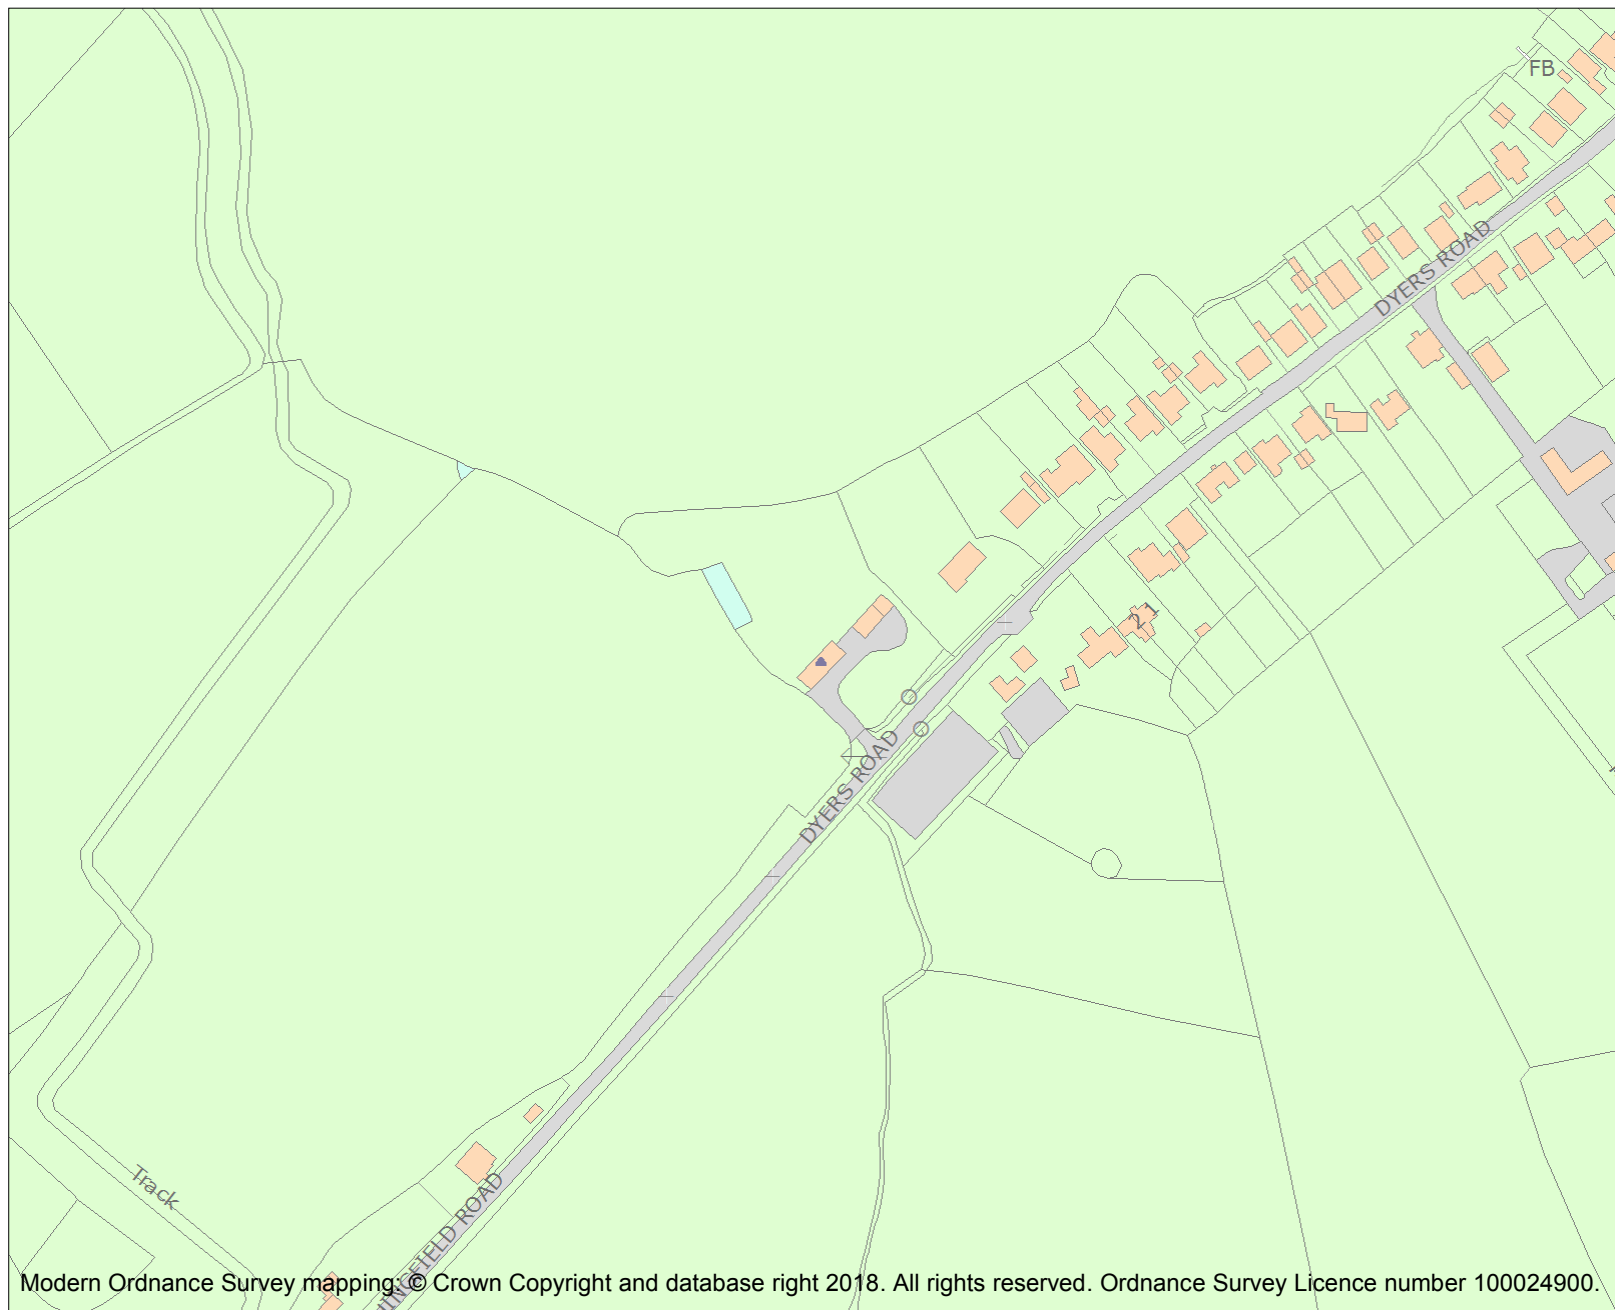 FB
DYERS ROAD
21
DYERS ROAD
Track
Modern Ordnance Survey mapping: © Crown Copyright and database right 2018. All rights reserved. Ordnance Survey Licence number 100024900.
ROAD